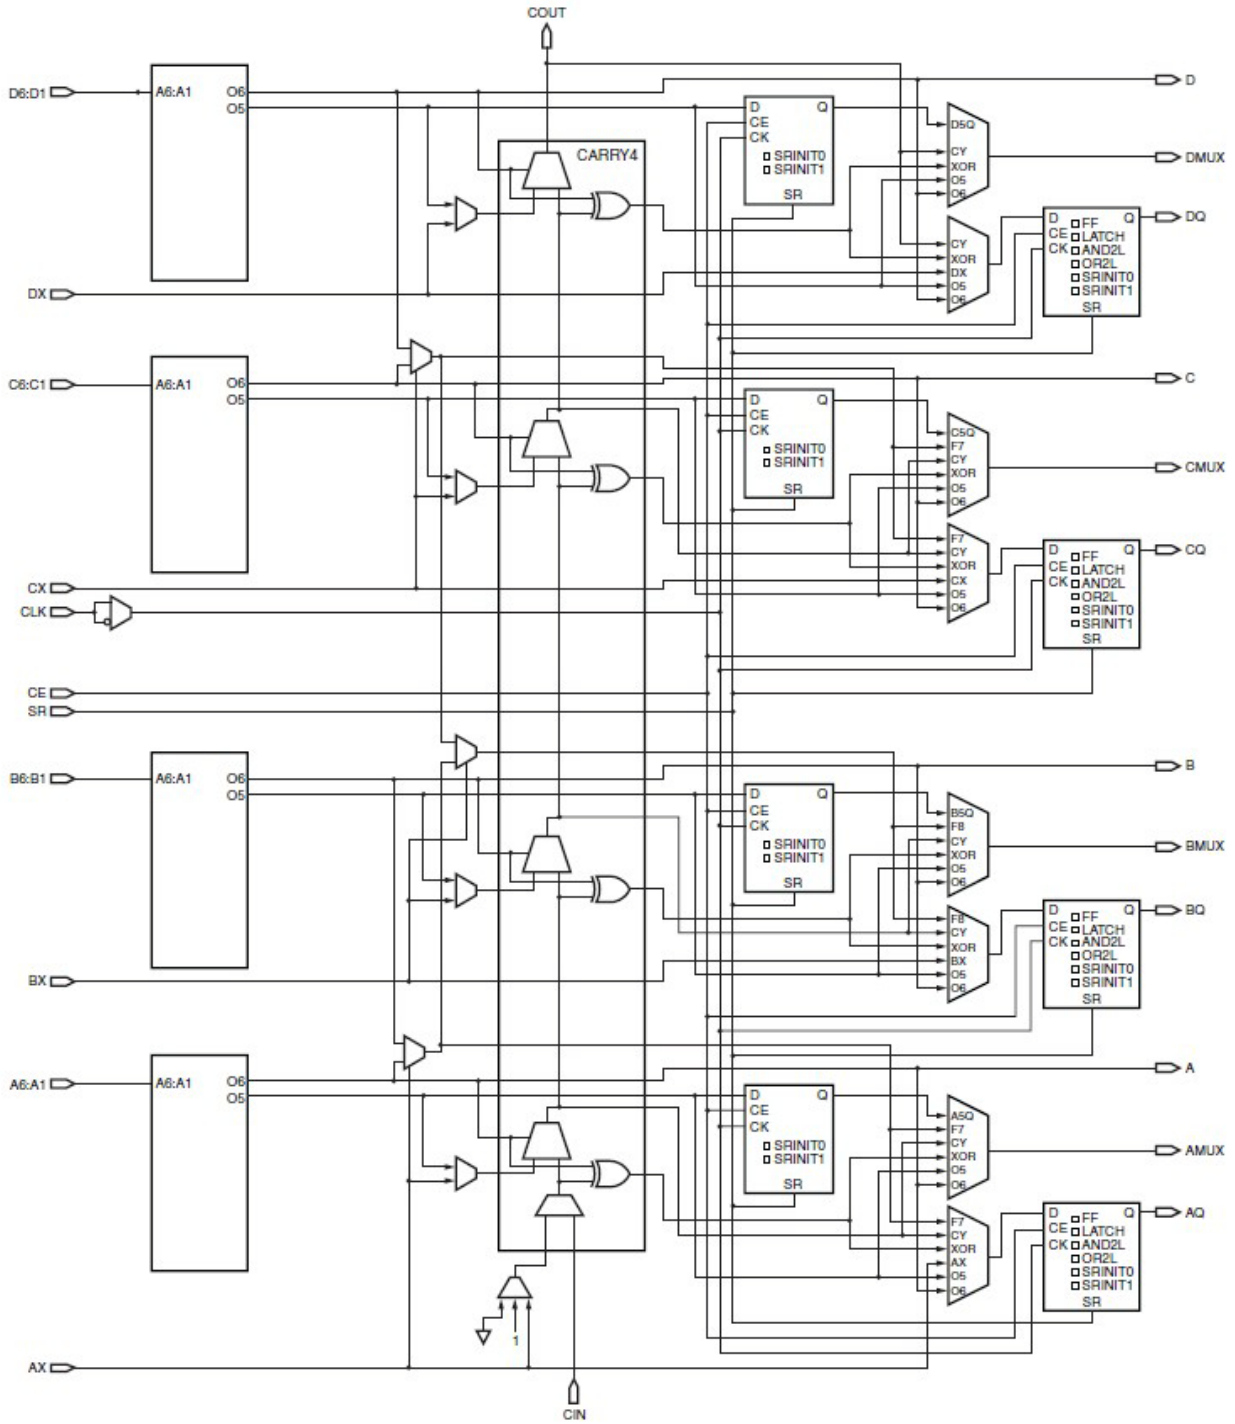 COUT
D6:D1
A6:A1
O6
O5
D
D
Q
CE
CK
SRINIT0
SRINIT1
SR
D5Q
CY
XOR
O5
O6
DMUX
CARRY4
D
Q
CE
CK
FF
LATCH
AND2L
OR2L
SRINIT0
SRINIT1
SR
DQ
CY
XOR
DX
O5
O6
DX
C6:C1
A6:A1
O6
O5
C
D
Q
CE
CK
SRINIT0
SRINIT1
SR
C5Q
F7
CY
XOR
O5
O6
CMUX
F7
CY
XOR
CX
O5
O6
D
Q
CE
CK
FF
LATCH
AND2L
OR2L
SRINIT0
SRINIT1
SR
CQ
CX
CLK
CE
SR
B6:B1
A6:A1
O6
O5
B
D
Q
CE
CK
SRINIT0
SRINIT1
SR
B5Q
F8
CY
XOR
O5
O6
BMUX
F8
CY
XOR
BX
O5
O6
D
Q
CE
CK
FF
LATCH
AND2L
OR2L
SRINIT0
SRINIT1
SR
BQ
BX
A6:A1
A6:A1
O6
O5
A
D
Q
CE
CK
SRINIT0
SRINIT1
SR
A5Q
F7
CY
XOR
O5
O6
AMUX
F7
CY
XOR
AX
O5
O6
D
Q
CE
CK
FF
LATCH
AND2L
OR2L
SRINIT0
SRINIT1
SR
AQ
1
AX
CIN